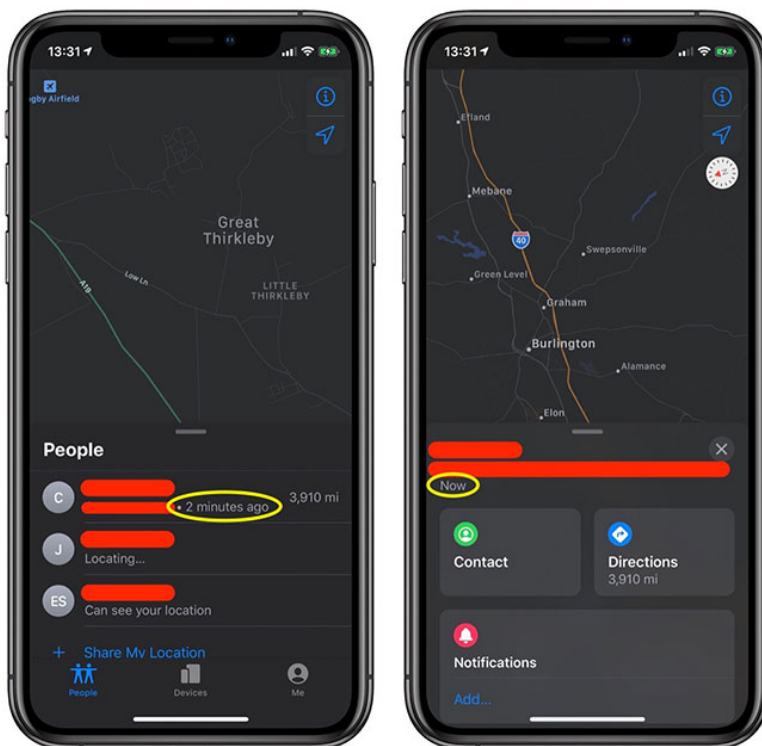 13:31
gby Airfield
Great
Thirkleby
A19
Low Ln
LITTLE
THIRKLEBY
People
C
• 2 minutes ago
3,910 mi
J
Locating...
ES
Can see your location
+ Share My Location
People
Devices
Me
13:31
Efland
Mebane
40
Swepsonville
Green Level
Graham
Burlington
Alamance
Elon
Now
Contact
Directions
3,910 mi
Notifications
Add...